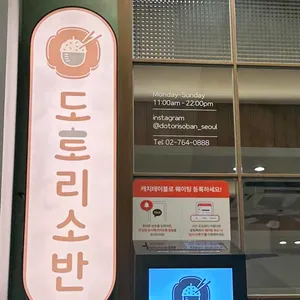 도토리소반
Monday-Sunday
11:00am - 22:00pm
instagram
@dotorisoban_seoul
Tel 02-764-0888
캐치테이블로 웨이팅 등록하세요!